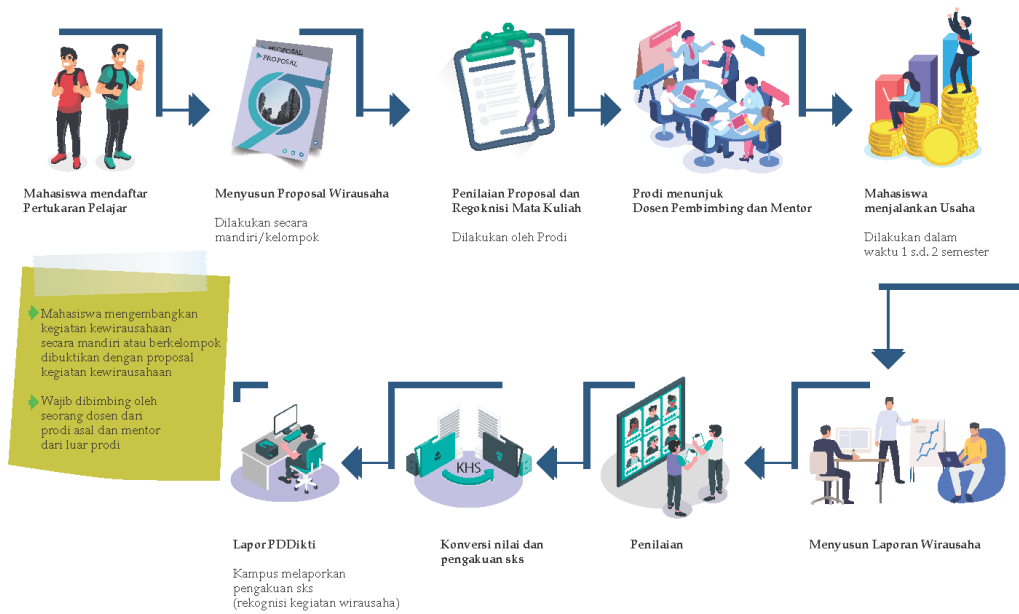 PROPOSAL
PROPOSAL
Mahasiswa mendaftar
Pertukaran Pelajar
Menyusun Proposal Wirausaha
Dilakukan secara
mandiri/kelompok
Penilaian Proposal dan
Regoknisi Mata Kuliah
Dilakukan oleh Prodi
Prodi menunjuk
Dosen Pembimbing dan Mentor
Mahasiswa
menjalankan Usaha
Dilakukan dalam
waktu 1 s.d. 2 semester
Mahasiswa mengembangkan
kegiatan kewirausahaan
secara mandiri atau berkelompok
dibuktikan dengan proposal
kegiatan kewirausahaan
Wajib dibimbing oleh
seorang dosen dari
prodi asal dan mentor
dari luar prodi
KHS
Lapor PDDikti
Kampus melaporkan
pengakuan sks
(rekognisi kegiatan wirausaha)
Konversi nilai dan
pengakuan sks
Penilaian
Menyusun Laporan Wirausaha